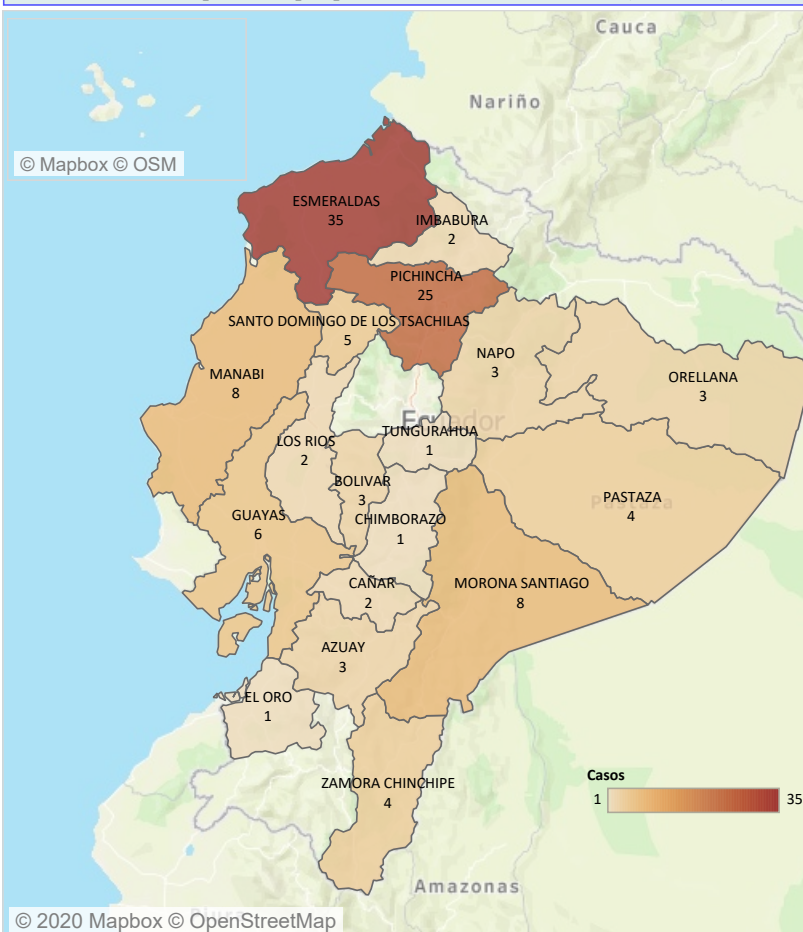 Cauca
Nariño
© Mapbox © OSM
ESMERALDAS
35
IMBABURA
2
PICHINCHA
25
SANTO DOMINGO DE LOS TSACHILAS
5
NAPO
3
MANABI
8
ORELLANA
3
Ecuador
TUNGURAHUA
1
LOS RIOS
2
BOLIVAR
3
PASTAZA
Pastaza
4
GUAYAS
6
CHIMBORAZO
1
CAÑAR
2
MORONA SANTIAGO
8
AZUAY
3
EL ORO
1
Casos
1
35
ZAMORA CHINCHIPE
4
Amazonas
© 2020 Mapbox © OpenStreetMap